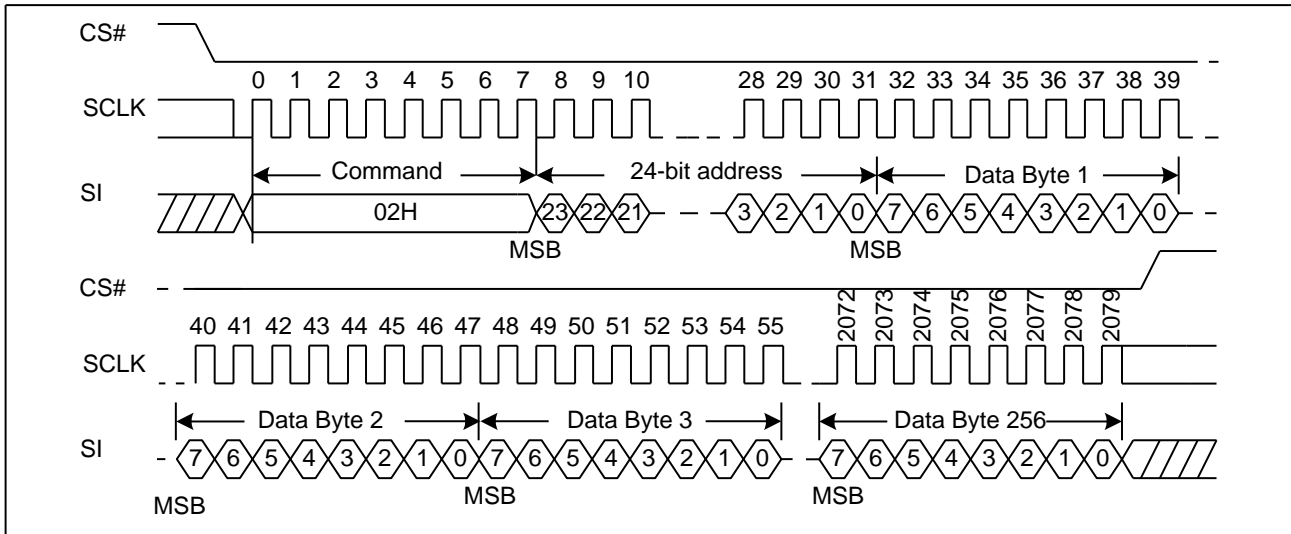 CS#
0 1 2 3 4 5 6 7 8 9 10 28 29 30 31 32 33 34 35 36 37 38 39
SCLK
Command 24-bit address Data Byte 1
SI
02H 23 22 21 3 2 1 0 7 6 5 4 3 2 1 0
MSB MSB
CS#
40 41 42 43 44 45 46 47 48 49 50 51 52 53 54 55 2072 2073 2074 2075 2076 2077 2078 2079
SCLK
Data Byte 2 Data Byte 3 Data Byte 256
SI
7 6 5 4 3 2 1 0 7 6 5 4 3 2 1 0 7 6 5 4 3 2 1 0
MSB MSB MSB